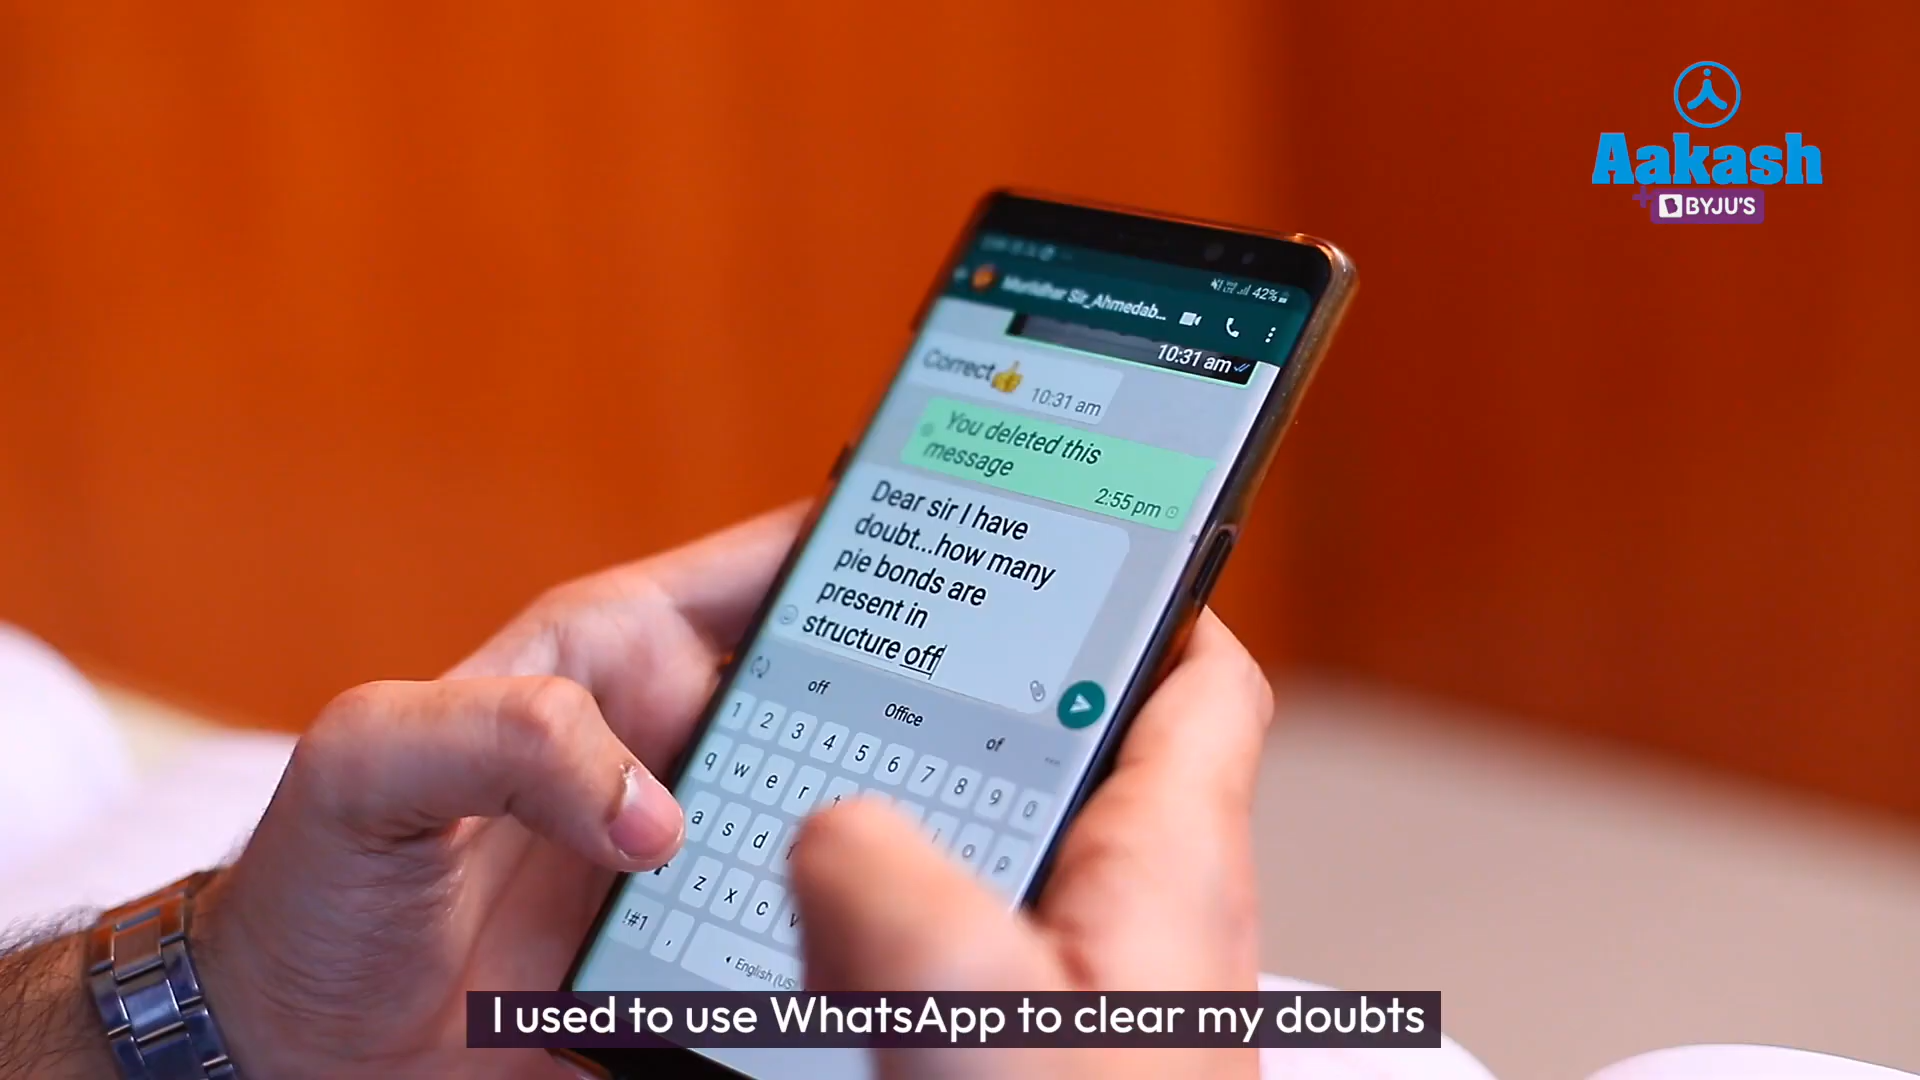 Aakash
+ BYJU'S
42%
Sir_Ahmedab...
10:31 am
Correct👍
10:31 am
You deleted this
message
2:55 pm
Dear sir I have
doubt...how many
pie bonds are
present in
structure off
off Office of
1 2 3 4 5 6 7 8 9 0
q w e r t
i o p
a s d
z x c v
!#1 , English (US
I used to use WhatsApp to clear my doubts